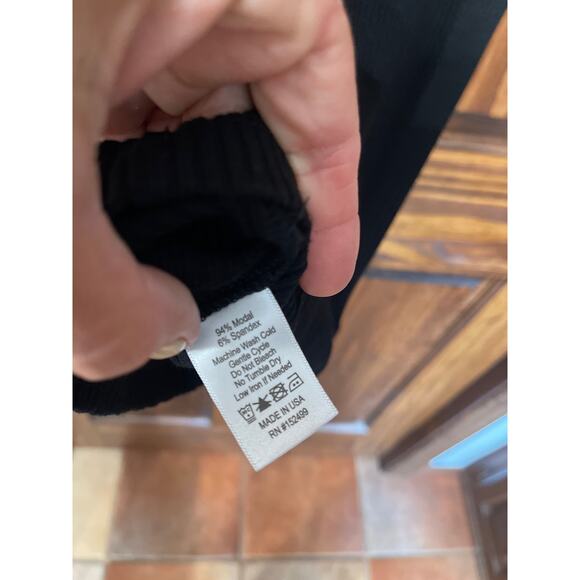 94% Modal
6% Spandex
Machine Wash Cold
Gentle Cycle
Do Not Bleach
No Tumble Dry
Low Iron if Needed
MADE IN USA
RN #152499